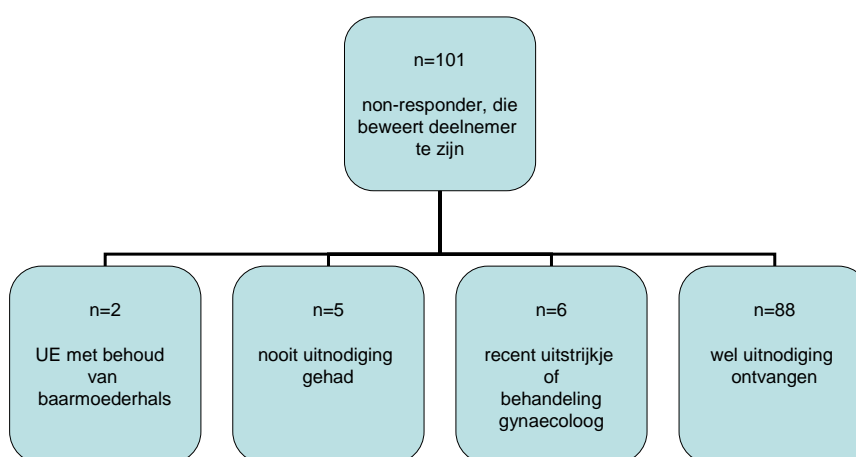 n=101
non-responder, die
beweert deelnemer
te zijn
n=2
UE met behoud
van
baarmoederhals
n=5
nooit uitnodiging
gehad
n=6
recent uitstrijkje
of
behandeling
gynaecoloog
n=88
wel uitnodiging
ontvangen